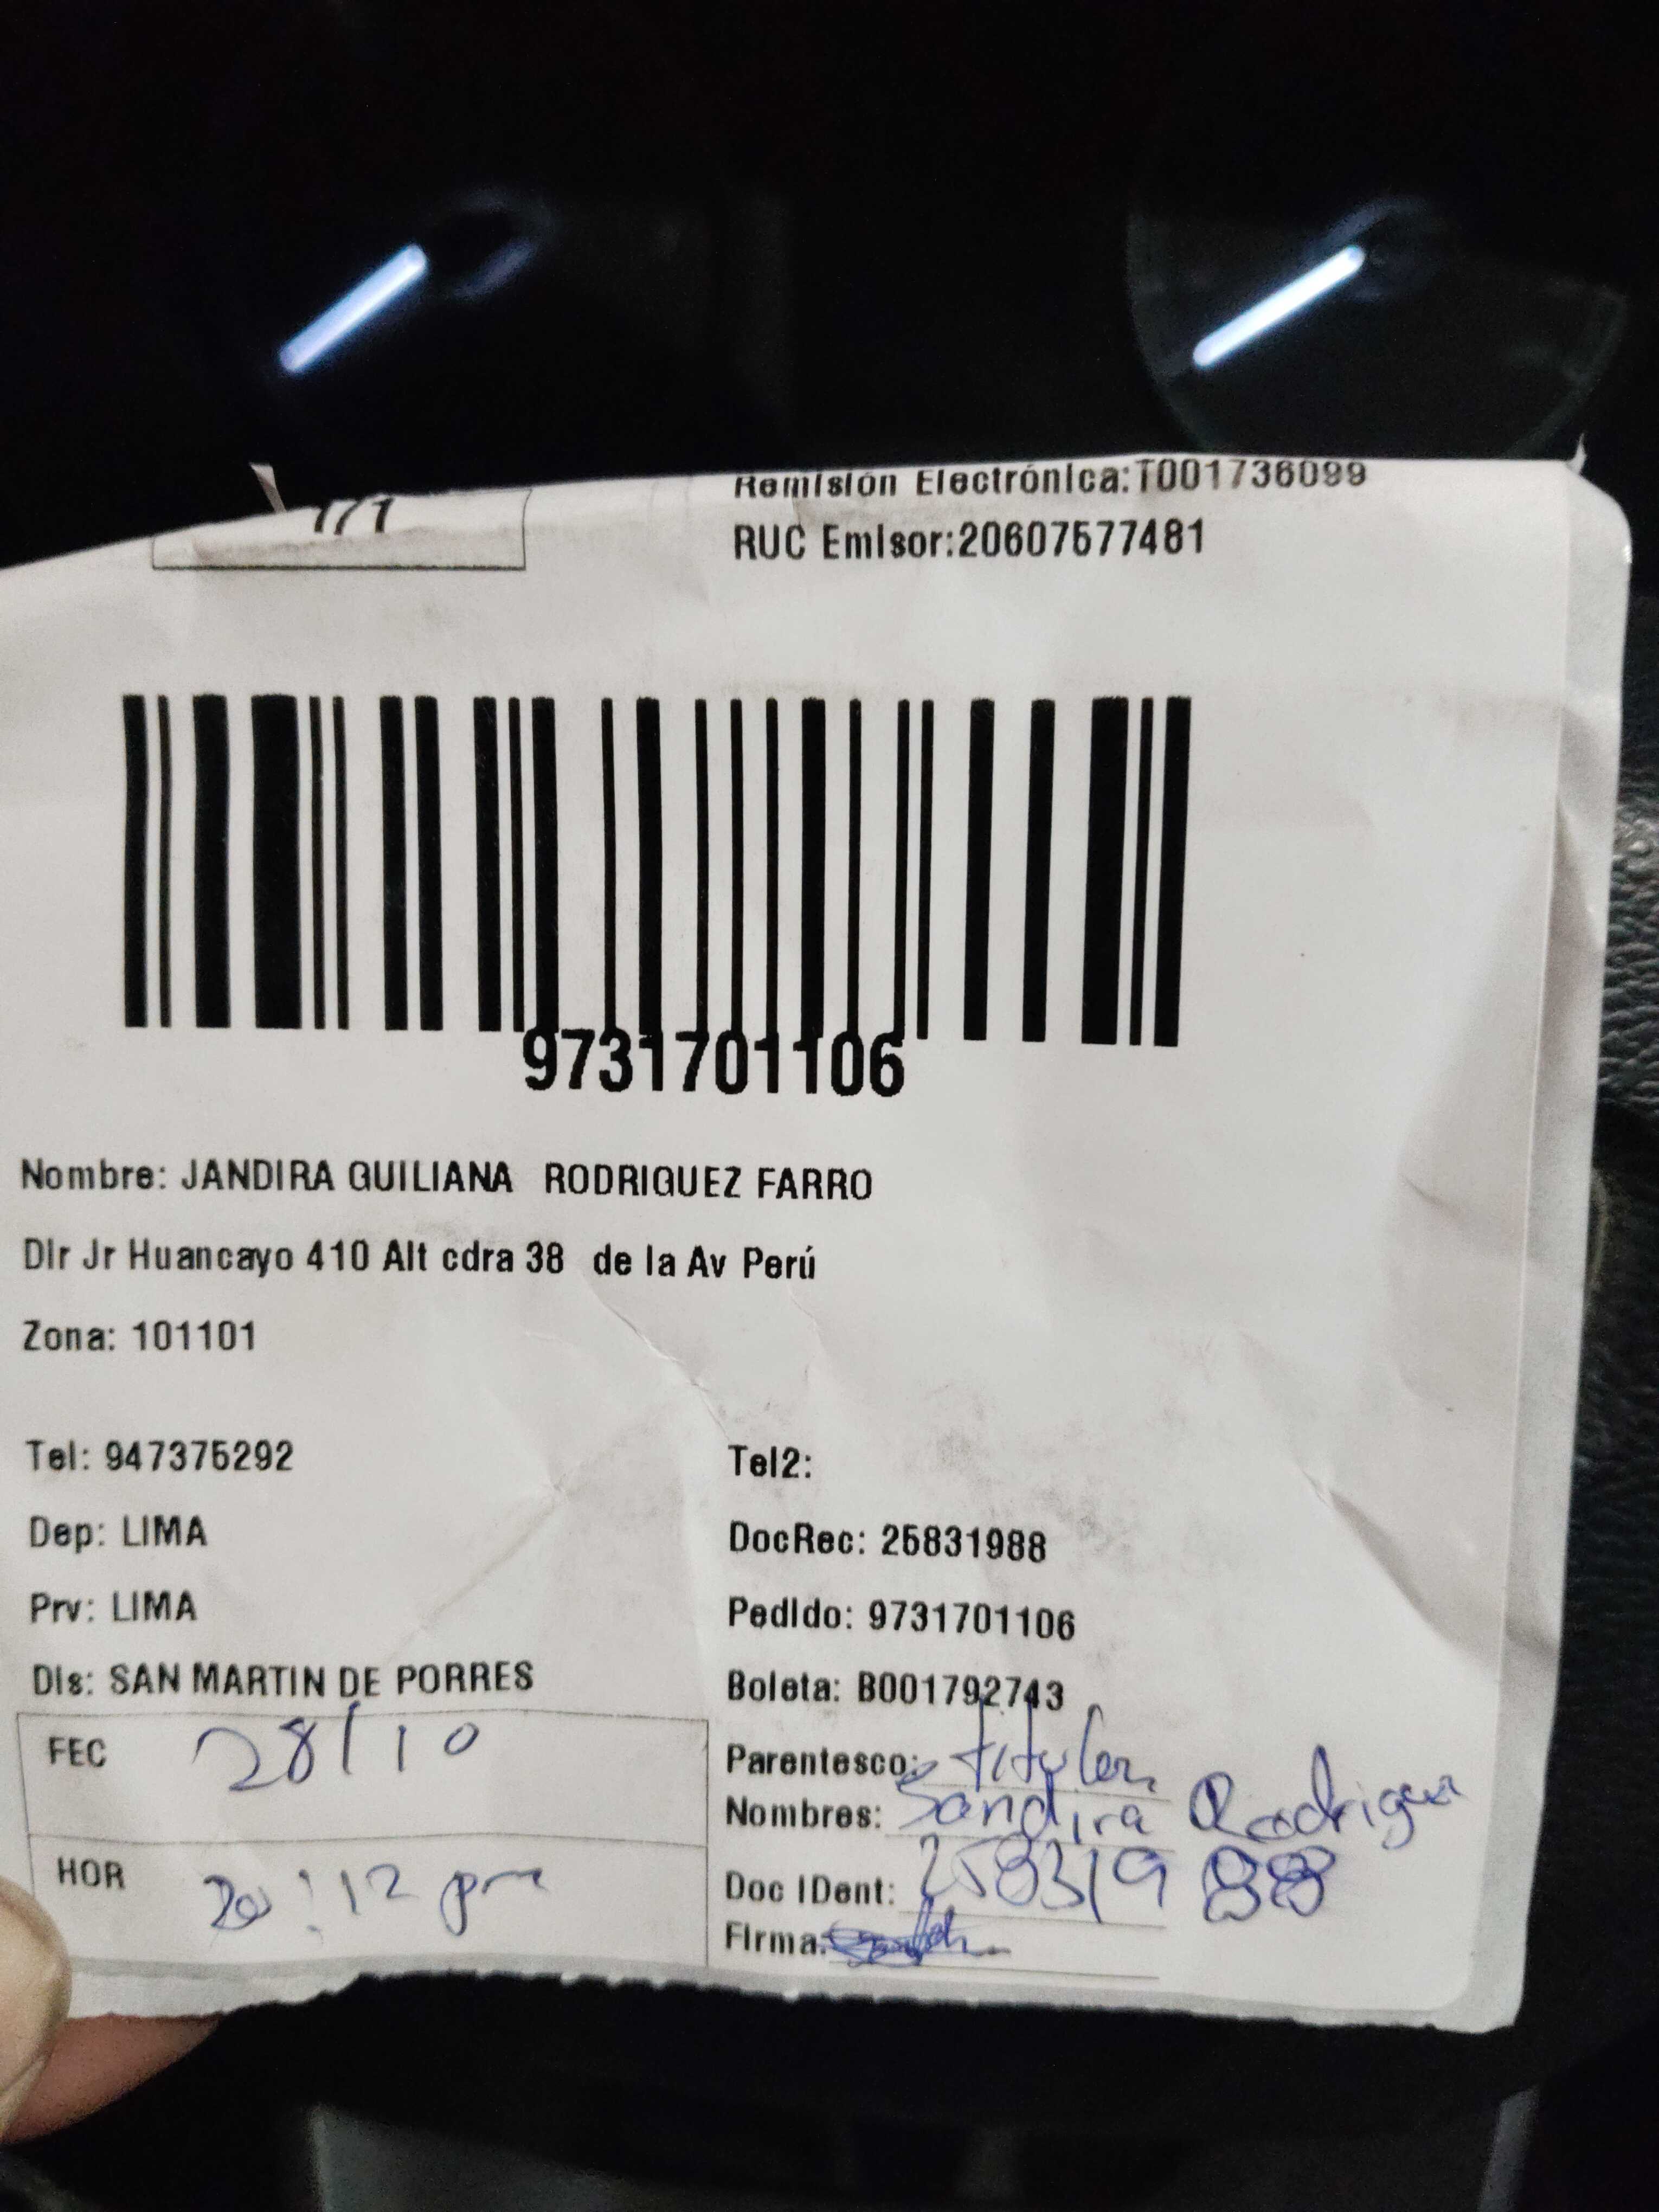 1/1
Remisión Electrónica:T001736099
RUC Emisor:20607577481
9731701106
Nombre: JANDIRA GUILIANA RODRIGUEZ FARRO
Dir Jr Huancayo 410 Alt cdra 38 de la Av Perú
Zona: 101101
Tel: 947375292
Tel2:
Dep: LIMA
DocRec: 25831988
Prv: LIMA
Pedido: 9731701106
Dis: SAN MARTIN DE PORRES
Boleta: B001792743
FEC 28/10
Parentesco: titular
Nombres: Jandira Rodriguez
HOR :12 pm
Doc IDent: 25831988
Firma: